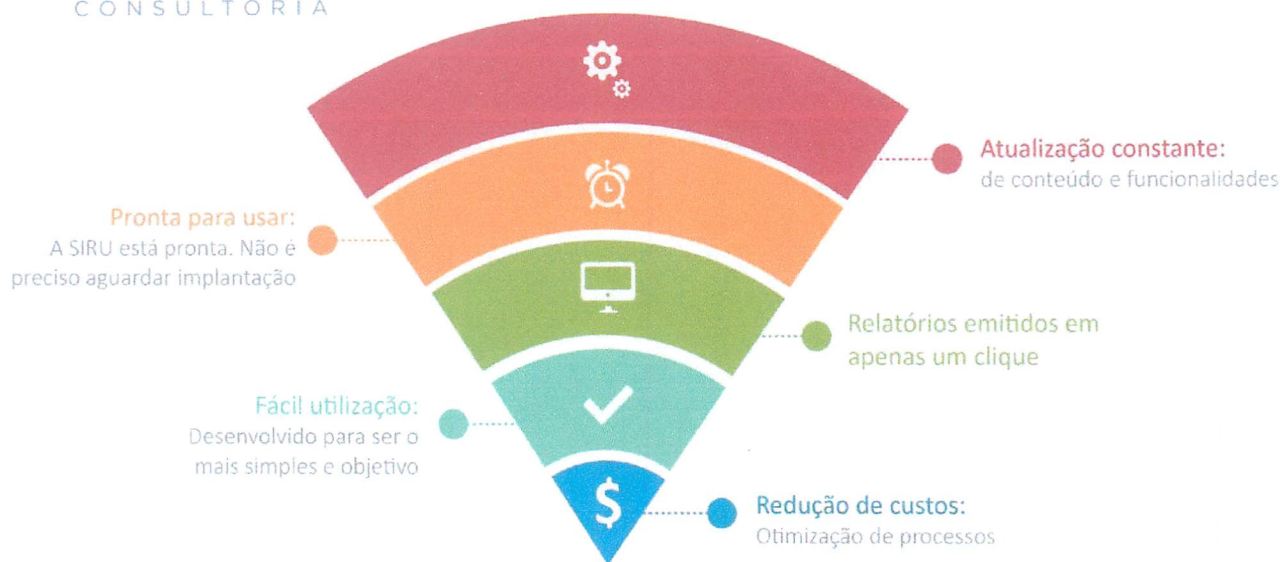 CONSULTORIA
Atualização constante:
de conteúdo e funcionalidades
Pronta para usar:
A SIRU está pronta. Não é
preciso aguardar implantação
Relatórios emitidos em
apenas um clique
Fácil utilização:
Desenvolvido para ser o
mais simples e objetivo
$
Redução de custos:
Otimização de processos